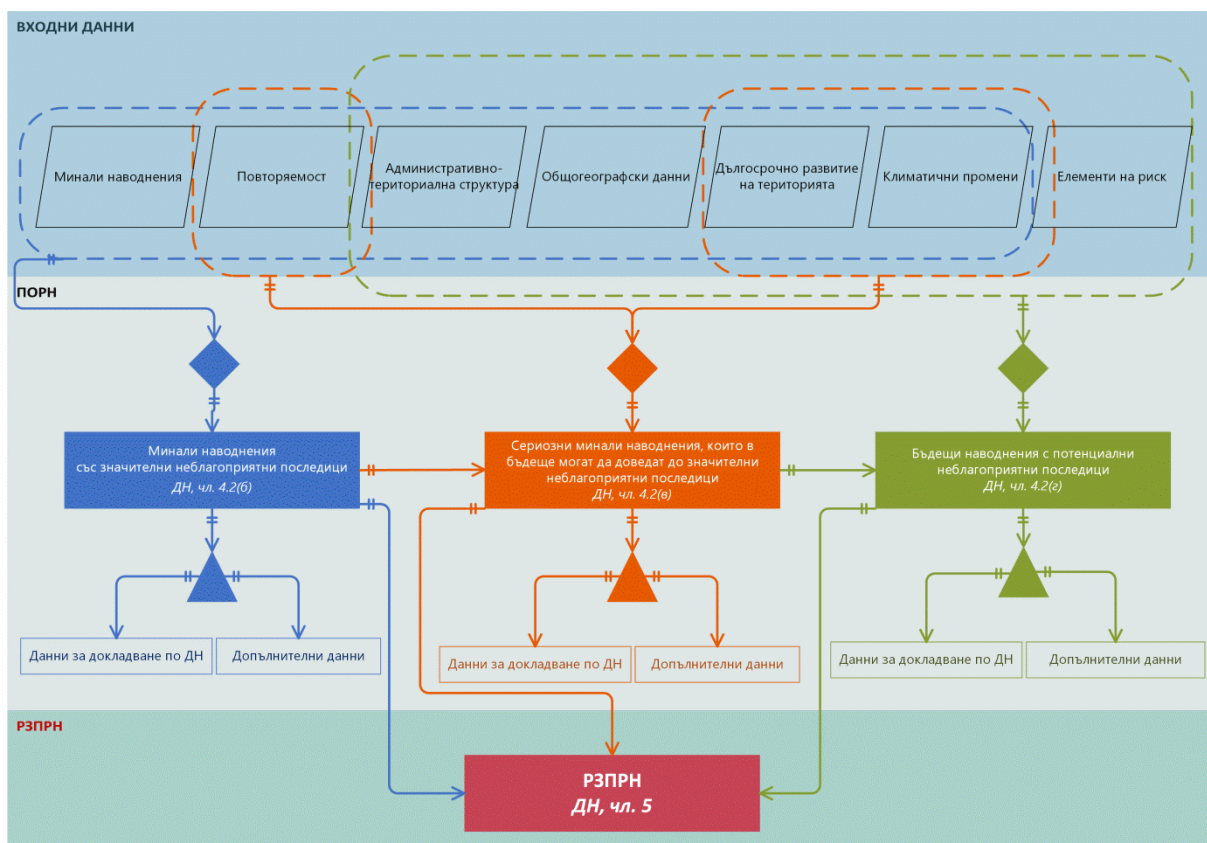 ВХОДНИ ДАННИ
Минали наводнения
Повторяемост
Административно-
териториална структура
Общогеографски данни
Дългосрочно развитие
на територията
Климатични промени
Елементи на риск
ПОРН
Минали наводнения
със значителни неблагоприятни последици
ДН, чл. 4.2(б)
Сериозни минали наводнения, които в
бъдеще могат да доведат до значителни
неблагоприятни последици
ДН, чл. 4.2(в)
Бъдещи наводнения с потенциални
неблагоприятни последици
ДН, чл. 4.2(г)
Данни за докладване по ДН
Допълнителни данни
Данни за докладване по ДН
Допълнителни данни
Данни за докладване по ДН
Допълнителни данни
РЗПРН
РЗПРН
ДН, чл. 5